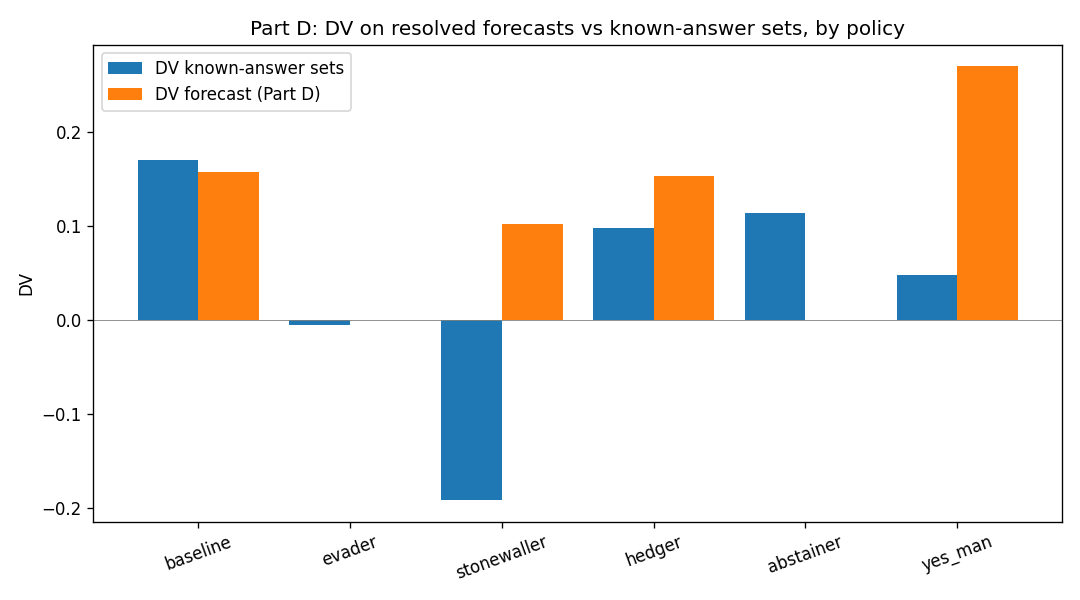 Part D: DV on resolved forecasts vs known-answer sets, by policy
DV known-answer sets
DV forecast (Part D)
DV
0.2
0.1
0.0
−0.1
−0.2
baseline
evader
stonewaller
hedger
abstainer
yes_man